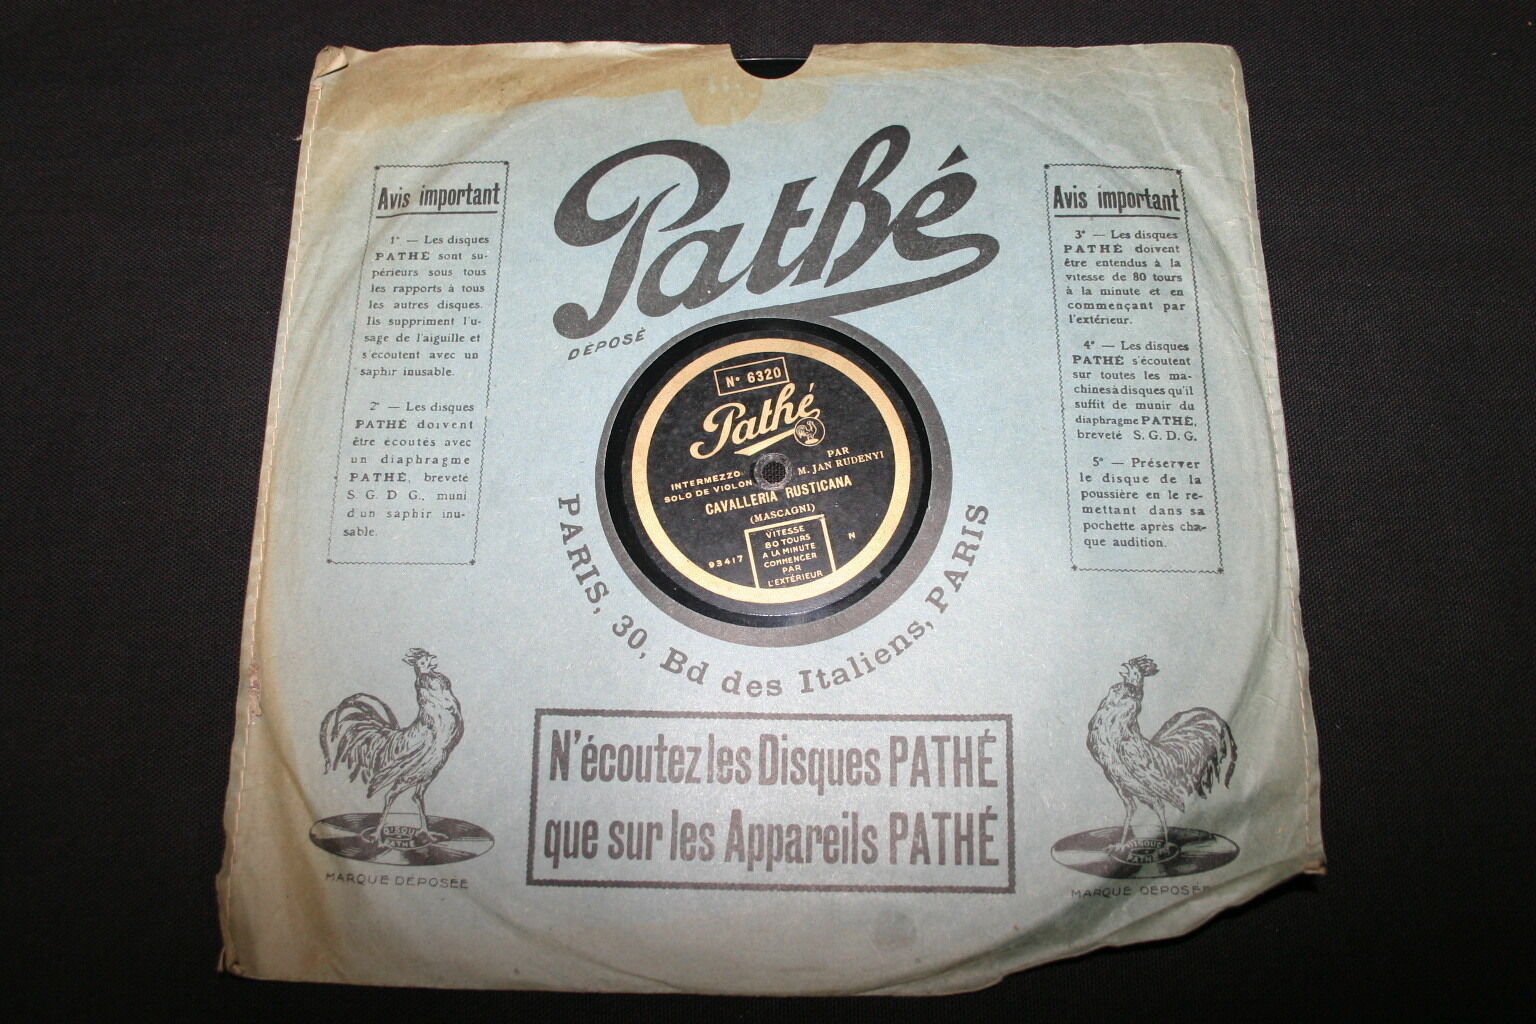 Pathé
DÉPOSÉ
Avis important
1° — Les disques
PATHÉ sont su-
périeurs sous tous
les rapports à tous
les autres disques.
Ils suppriment l'u-
sage de l'aiguille et
s'écoutent avec un
saphir inusable.
2° — Les disques
PATHÉ doivent
être écoutés avec
un diaphragme
PATHÉ, breveté
S. G. D G., muni
d'un saphir inu-
sable.
Avis important
3° — Les disques
PATHÉ doivent
être entendus à la
vitesse de 80 tours
à la minute et en
commençant par
l'extérieur.
4° — Les disques
PATHÉ s'écoutent
sur toutes les ma-
chines à disques qu'il
suffit de munir du
diaphragme PATHÉ,
breveté S. G. D. G.
5° — Préserver
le disque de la
poussière en le re-
mettant dans sa
pochette après cha-
que audition.
N° 6320
Pathé
INTERMEZZO
SOLO DE VIOLON
PAR
M. JAN RUDENYI
CAVALLERIA RUSTICANA
(MASCAGNI)
93417
VITESSE
80 TOURS
A LA MINUTE
COMMENCER
PAR
L'EXTÉRIEUR
N
PARIS, 30, Bd des Italiens, PARIS
N'écoutez les Disques PATHÉ
que sur les Appareils PATHÉ
DISQUE
PATHÉ
MARQUE DÉPOSÉE
DISQUE
PATHÉ
MARQUE DÉPOSÉE